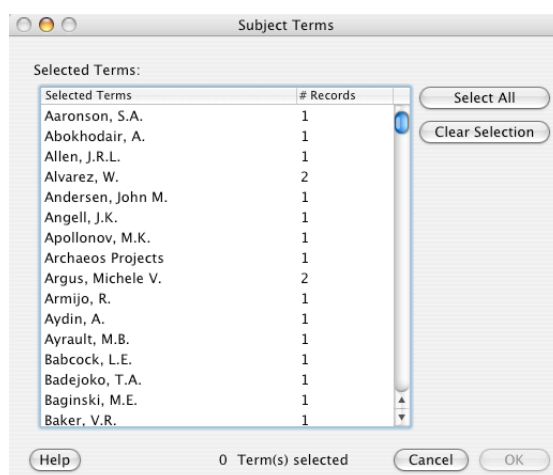 Subject Terms
Selected Terms:
Selected Terms # Records
Select All
Aaronson, S.A. 1
Abokhodair, A. 1
Clear Selection
Allen, J.R.L. 1
Alvarez, W. 2
Andersen, John M. 1
Angell, J.K. 1
Apollonov, M.K. 1
Archaeos Projects 1
Argus, Michele V. 2
Armijo, R. 1
Aydin, A. 1
Ayrault, M.B. 1
Babcock, L.E. 1
Badejoko, T.A. 1
Baginski, M.E. 1
Baker, V.R. 1
Help 0 Term(s) selected Cancel OK